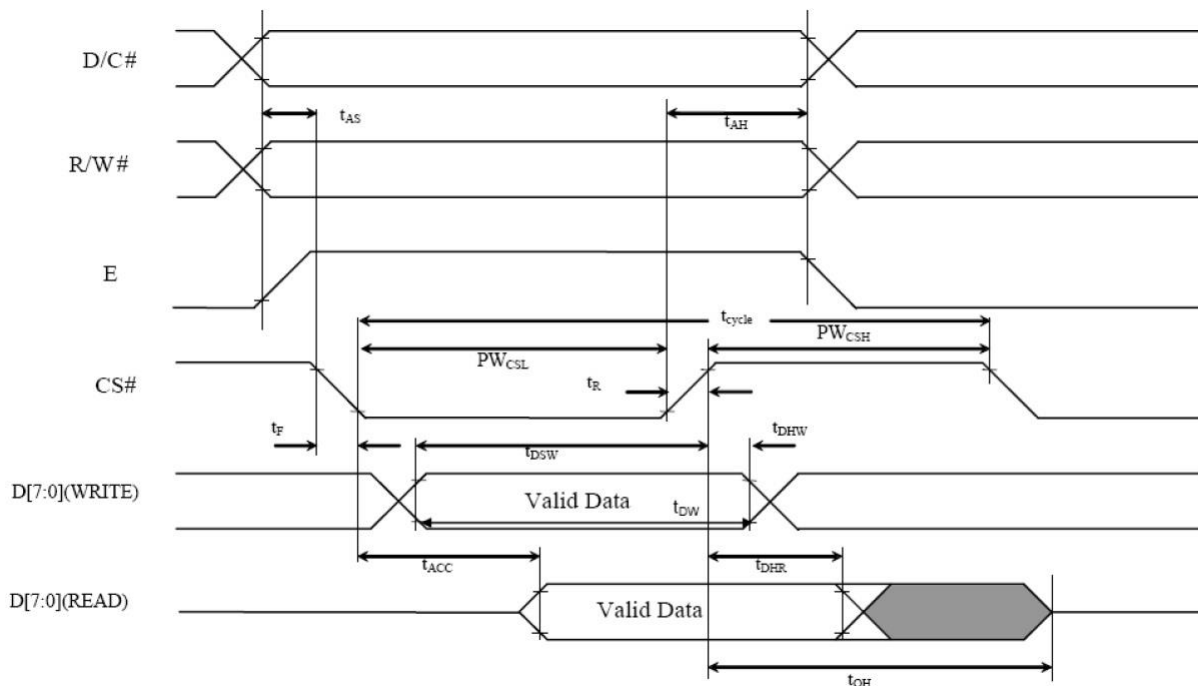 D/C#
tAS
tAH
R/W#
E
tcycle
PWCSH
PWCSL
CS#
tR
tF
tDSW
tDHW
D[7:0](WRITE)
Valid Data
tDW
tACC
tDHR
D[7:0](READ)
Valid Data
tOH